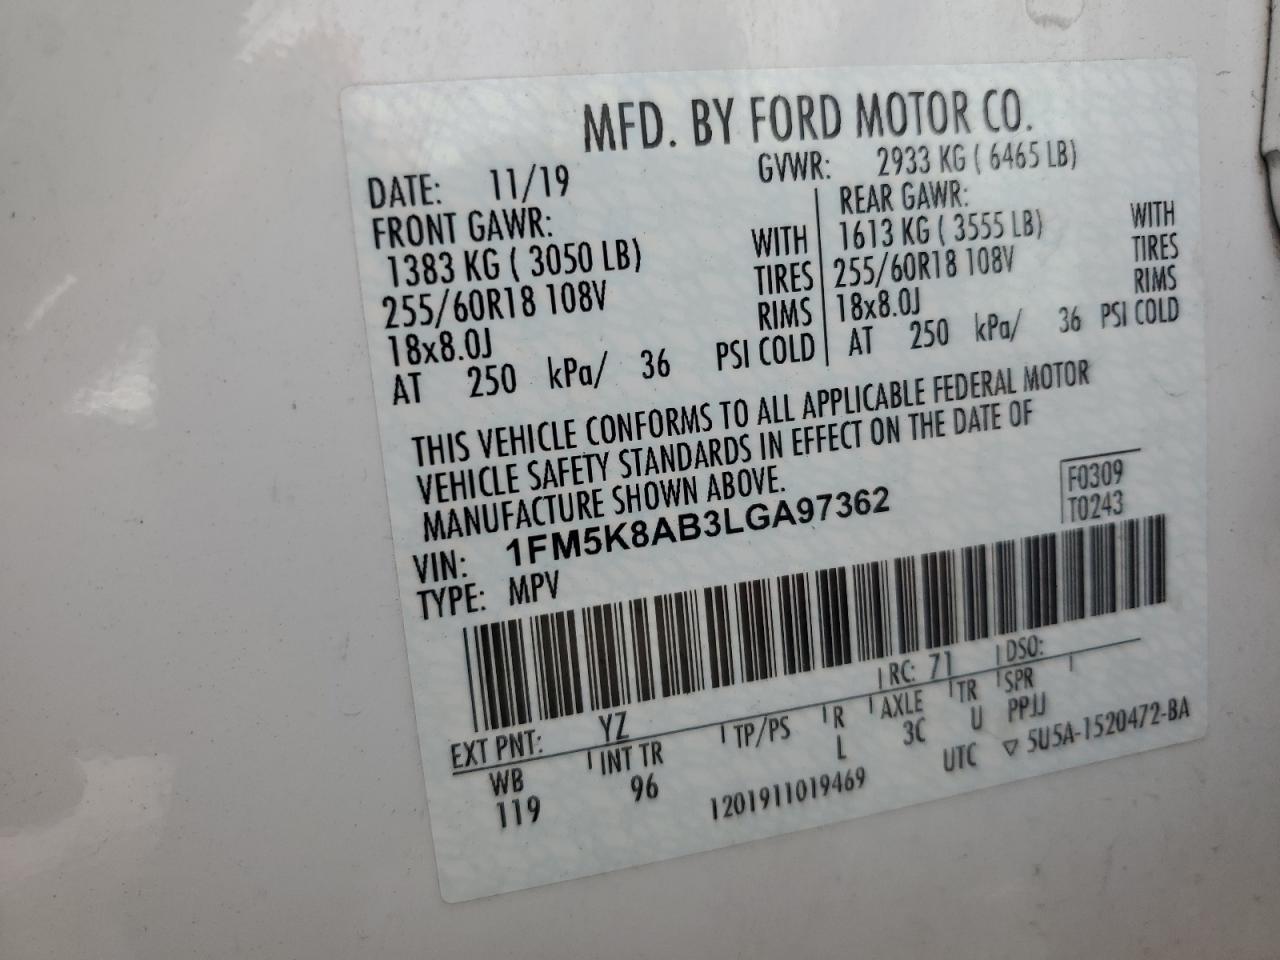 MFD. BY FORD MOTOR CO.
DATE: 11/19 GVWR: 2933 KG ( 6465 LB)
FRONT GAWR: REAR GAWR:
1383 KG ( 3050 LB) WITH 1613 KG ( 3555 LB) WITH
255/60R18 108V TIRES 255/60R18 108V TIRES
18x8.0J RIMS 18x8.0J RIMS
AT 250 kPa/ 36 PSI COLD AT 250 kPa/ 36 PSI COLD
THIS VEHICLE CONFORMS TO ALL APPLICABLE FEDERAL MOTOR
VEHICLE SAFETY STANDARDS IN EFFECT ON THE DATE OF
MANUFACTURE SHOWN ABOVE.
F0309
VIN: 1FM5K8AB3LGA97362 T0243
TYPE: MPV
EXT PNT: YZ RC: 71 DSO:
WB INT TR TP/PS R AXLE TR SPR
119 96 L 3C U PPJJ
1201911019469 UTC ▽ 5U5A-1520472-BA